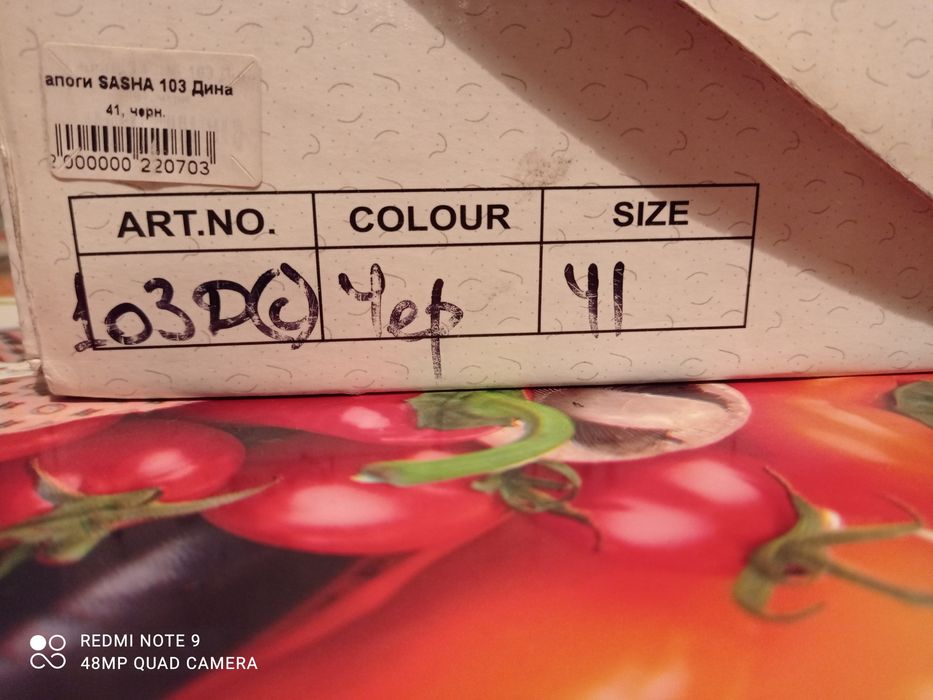 апоги SASHA 103 Дина
41, черн.
2000000 220703
ART.NO. COLOUR SIZE
103D(c) Чер 41
REDMI NOTE 9
48MP QUAD CAMERA